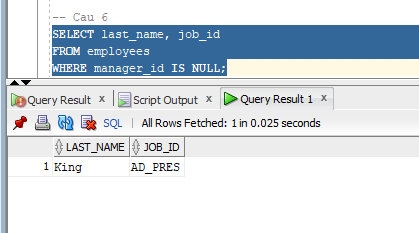 -- Cau 6
SELECT last_name, job_id
FROM employees
WHERE manager_id IS NULL;
Query Result x Script Output x Query Result 1 x
SQL All Rows Fetched: 1 in 0.025 seconds
LAST_NAME JOB_ID
1 King AD_PRES